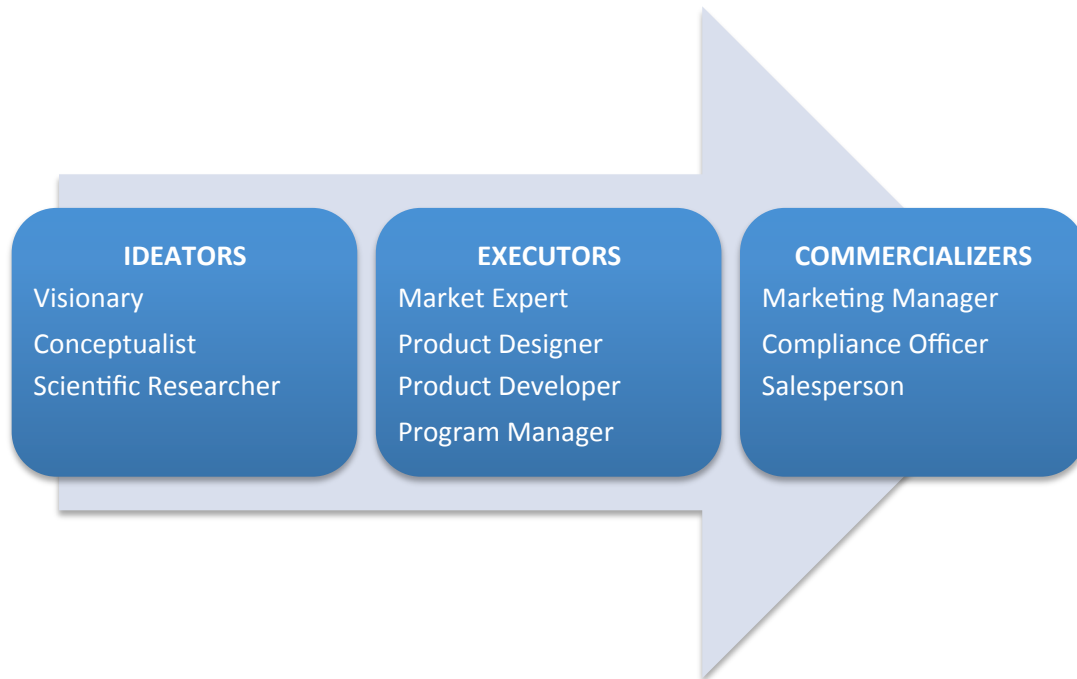 IDEATORS
Visionary
Conceptualist
Scientific Researcher
EXECUTORS
Market Expert
Product Designer
Product Developer
Program Manager
COMMERCIALIZERS
Marketing Manager
Compliance Officer
Salesperson